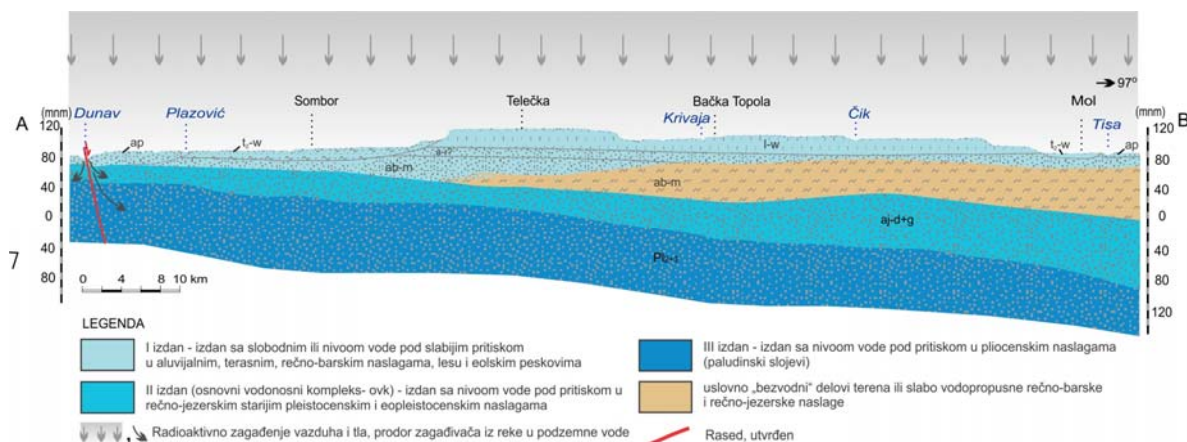 97°
Sombor
Telečka
Bačka Topola
Mol
A
(mnm)
Dunav
Plazović
Krivaja
Čik
Tisa
(mnm)
B
120
80
40
0
40
80
ap
t₁-w
ab-m
l-w
ab-m
t₁-w
ap
aj-d+g
120
80
40
0
40
80
120
7
0 4 8 10 km
LEGENDA
I izdan - izdan sa slobodnim ili nivoom vode pod slabijim pritiskom
u aluvijalnim, terasnim, rečno-barskim naslagama, lesu i eolskim peskovima
II izdan (osnovni vodonosni kompleks- ovk) - izdan sa nivoom vode pod pritiskom u
rečno-jezerskim starijim pleistocenskim i eopleistocenskim naslagama
III izdan - izdan sa nivoom vode pod pritiskom u pliocenskim naslagama
(paludinski slojevi)
uslovno „bezvodni“ delovi terena ili slabo vodopropusne rečno-barske
i rečno-jezerske naslage
Radioaktivno zagađenje vazduha i tla, prodor zagađivača iz reke u podzemne vode
Rased, utvrđen